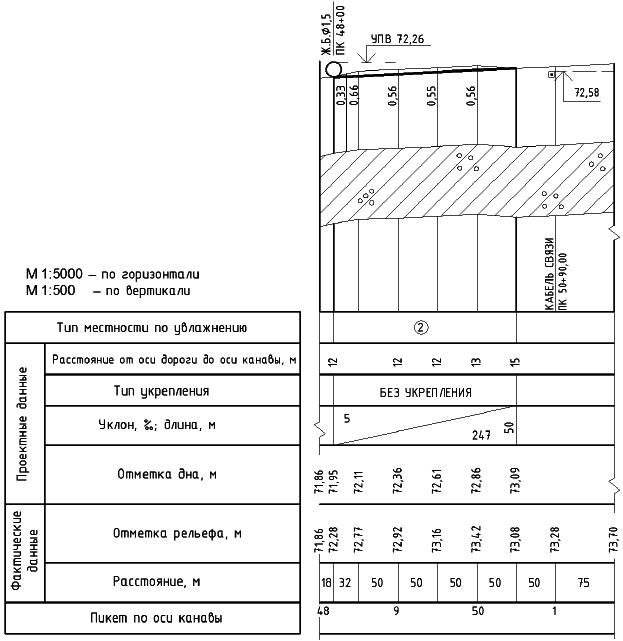 Ж.Б.Ф1,5
ПК 48+00
УПВ 72,26
0,33
0,66
0,56
0,55
0,56
72,58
КАБЕЛЬ СВЯЗИ
ПК 50+90,00
М 1:5000 – по горизонтали
М 1:500 – по вертикали
Тип местности по увлажнению
2
Проектные данные
Расстояние от оси дороги до оси канавы, м
12 12 12 13 15
Тип укрепления
БЕЗ УКРЕПЛЕНИЯ
Уклон, ‰; длина, м
5 247 50
Отметка дна, м
71,86 71,95 72,11 72,36 72,61 72,86 73,09
Фактические данные
Отметка рельефа, м
71,86 72,28 72,77 72,92 73,16 73,42 73,08 73,28 73,70
Расстояние, м
18 32 50 50 50 50 50 75
Пикет по оси канавы
48 9 50 1